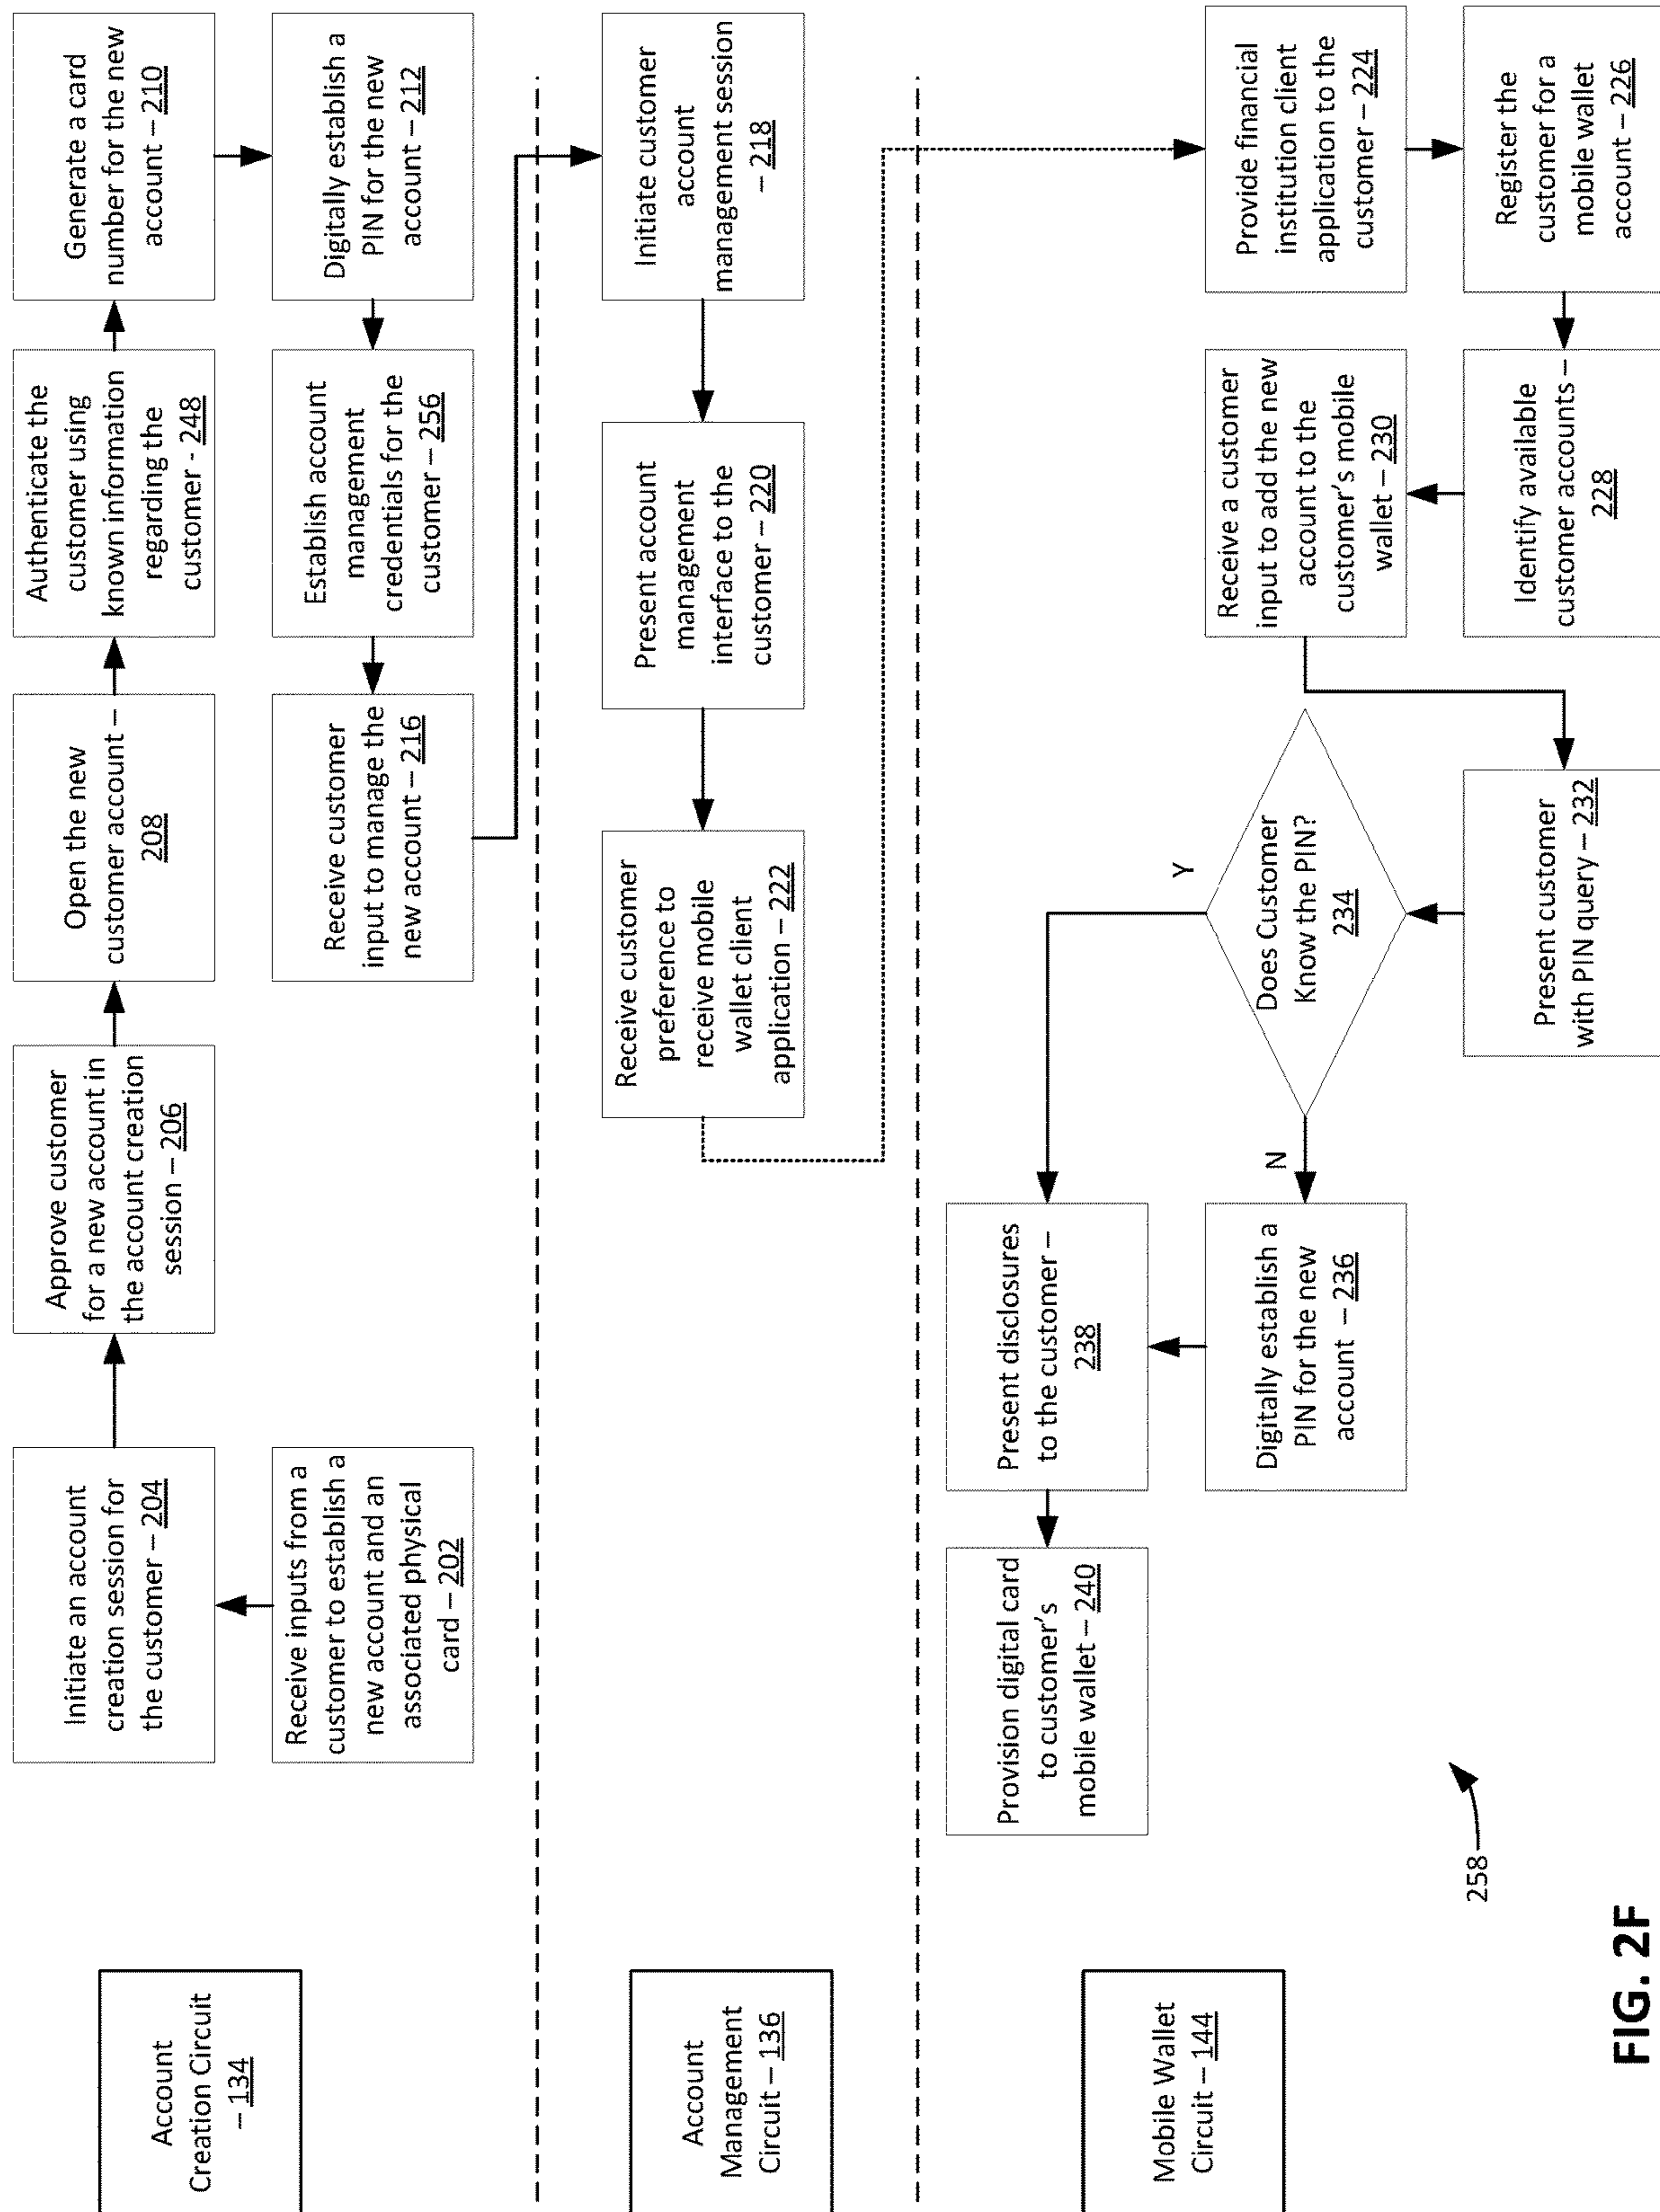 Account
Creation Circuit
– 134
Initiate an account
creation session for
the customer – 204
Receive inputs from a
customer to establish a
new account and an
associated physical
card – 202
Approve customer
for a new account in
the account creation
session – 206
Open the new
customer account –
208
Authenticate the
customer using
known information
regarding the
customer - 248
Generate a card
number for the new
account – 210
Digitally establish a
PIN for the new
account – 212
Establish account
management
credentials for the
customer – 256
Receive customer
input to manage the
new account – 216
Account
Management
Circuit – 136
Initiate customer
account
management session
– 218
Present account
management
interface to the
customer – 220
Receive customer
preference to
receive mobile
wallet client
application – 222
Mobile Wallet
Circuit – 144
Provide financial
institution client
application to the
customer – 224
Register the
customer for a
mobile wallet
account – 226
Identify available
customer accounts –
228
Receive a customer
input to add the new
account to the
customer's mobile
wallet – 230
Present customer
with PIN query – 232
Does Customer
Know the PIN?
234
Y
N
Digitally establish a
PIN for the new
account – 236
Present disclosures
to the customer –
238
Provision digital card
to customer's
mobile wallet – 240
258
FIG. 2F